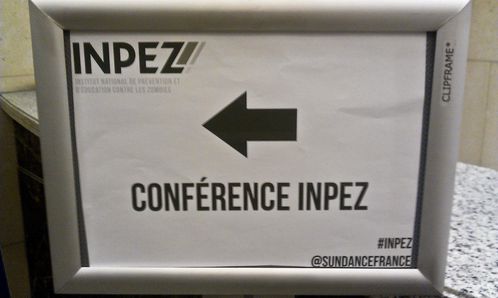 INPEZ
INSTITUT NATIONAL DE PRÉVENTION ET
D'ÉDUCATION CONTRE LES ZOMBIES
CONFÉRENCE INPEZ
#INPEZ
@SUNDANCEFRANCE
CLIPFRAME®